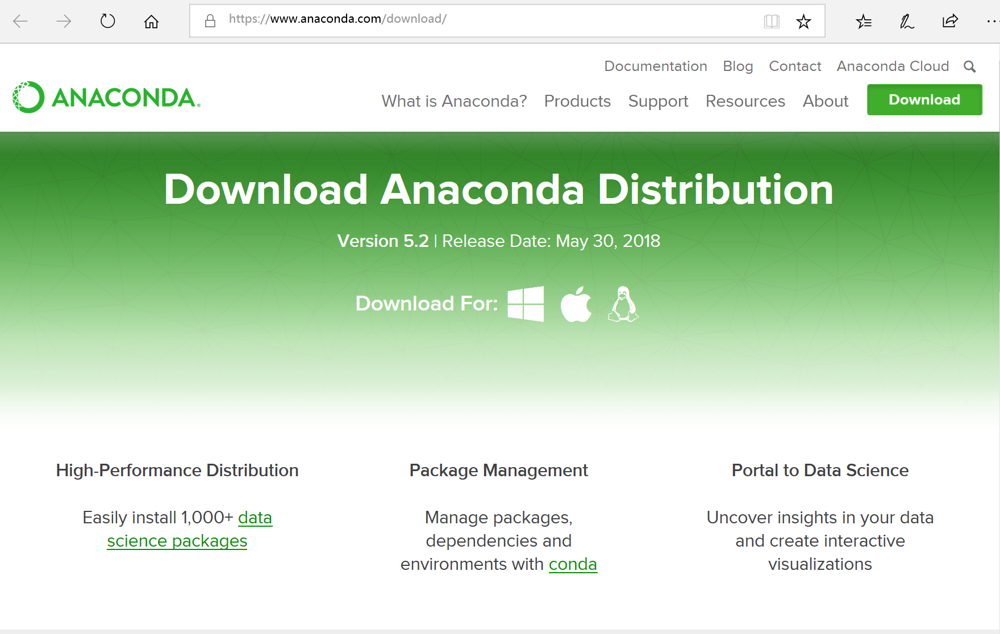 https://www.anaconda.com/download/
Documentation Blog Contact Anaconda Cloud
ANACONDA.
What is Anaconda? Products Support Resources About Download
Download Anaconda Distribution
Version 5.2 | Release Date: May 30, 2018
Download For:
High-Performance Distribution
Easily install 1,000+ data
science packages
Package Management
Manage packages,
dependencies and
environments with conda
Portal to Data Science
Uncover insights in your data
and create interactive
visualizations